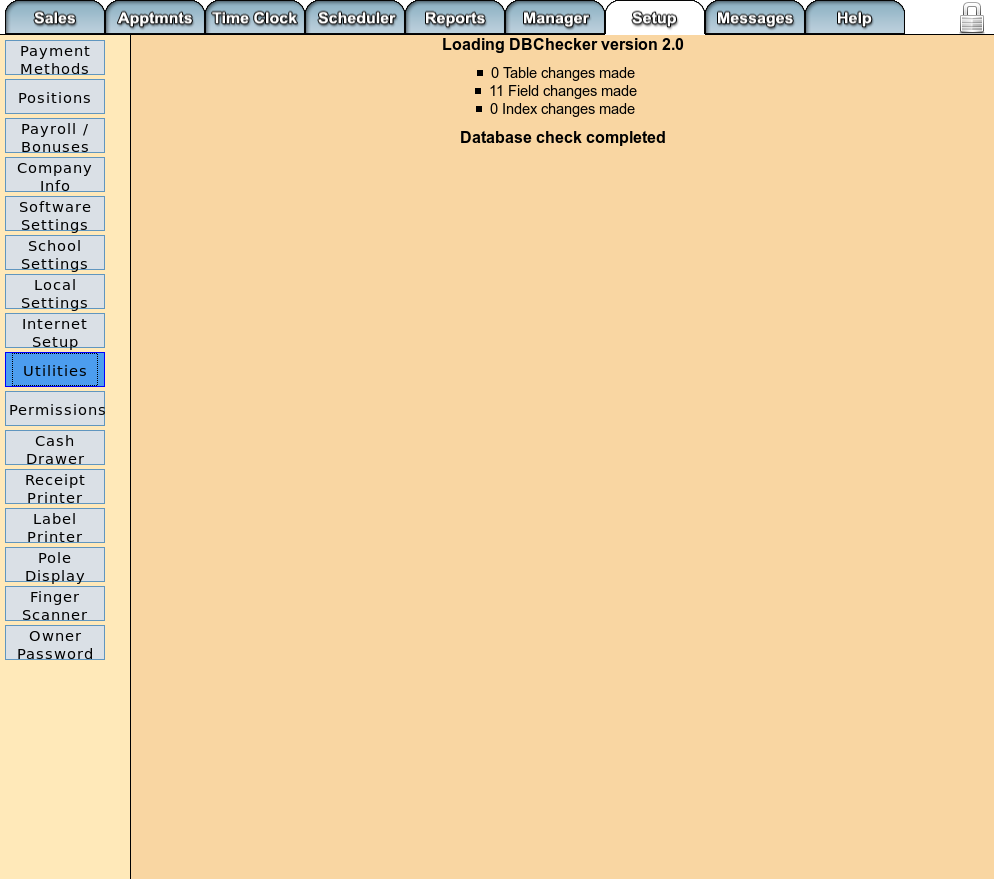 Sales Apptmnts Time Clock Scheduler Reports Manager Setup Messages Help
Payment
Methods
Positions
Payroll /
Bonuses
Company
Info
Software
Settings
School
Settings
Local
Settings
Internet
Setup
Utilities
Permissions
Cash
Drawer
Receipt
Printer
Label
Printer
Pole
Display
Finger
Scanner
Owner
Password
Loading DBChecker version 2.0
0 Table changes made
11 Field changes made
0 Index changes made
Database check completed